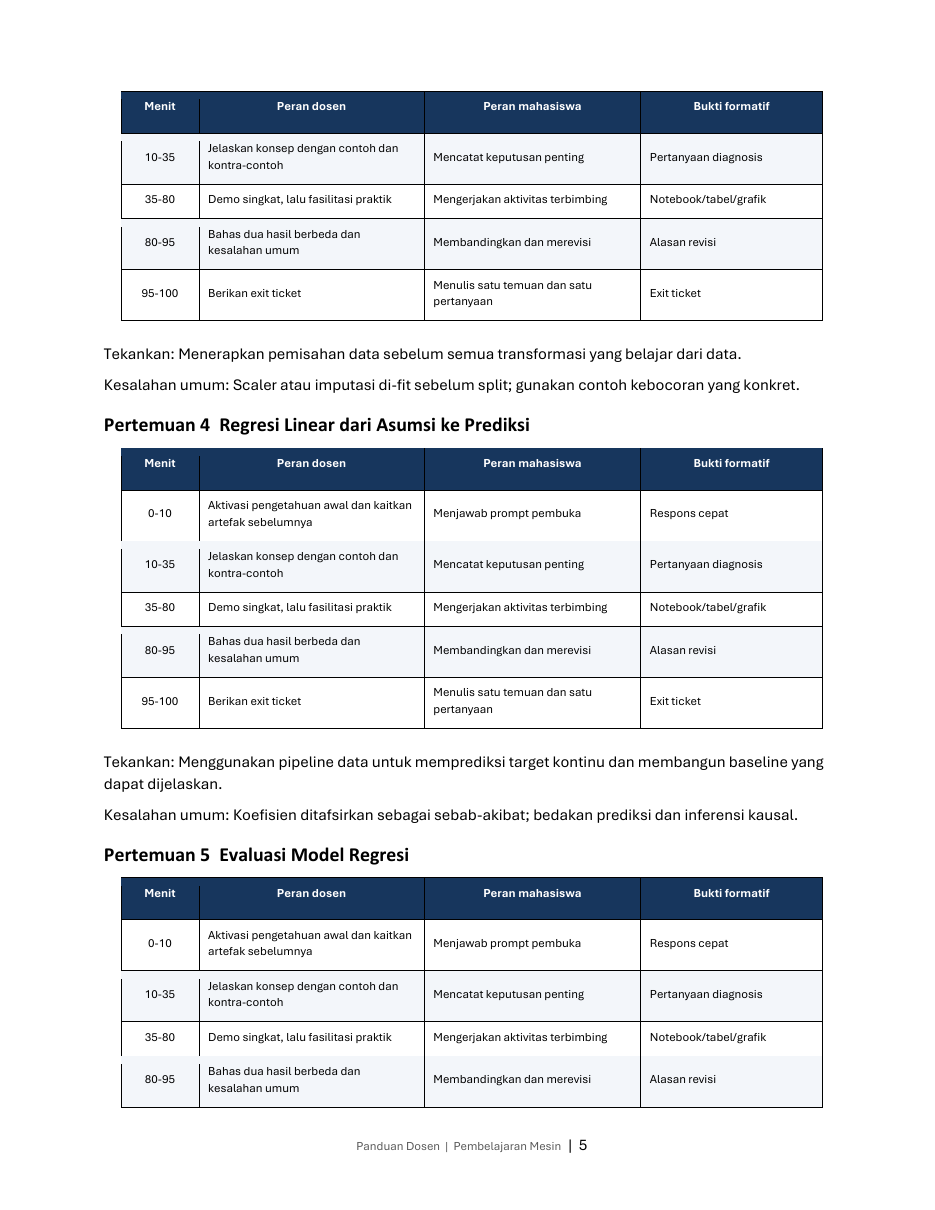 Menit Peran dosen Peran mahasiswa Bukti formatif
10-35 Jelaskan konsep dengan contoh dan kontra-contoh Mencatat keputusan penting Pertanyaan diagnosis
35-80 Demo singkat, lalu fasilitasi praktik Mengerjakan aktivitas terbimbing Notebook/tabel/grafik
80-95 Bahas dua hasil berbeda dan kesalahan umum Membandingkan dan merevisi Alasan revisi
95-100 Berikan exit ticket Menulis satu temuan dan satu pertanyaan Exit ticket
Tekankan: Menerapkan pemisahan data sebelum semua transformasi yang belajar dari data.
Kesalahan umum: Scaler atau imputasi di-fit sebelum split; gunakan contoh kebocoran yang konkret.
Pertemuan 4  Regresi Linear dari Asumsi ke Prediksi
Menit Peran dosen Peran mahasiswa Bukti formatif
0-10 Aktivasi pengetahuan awal dan kaitkan artefak sebelumnya Menjawab prompt pembuka Respons cepat
10-35 Jelaskan konsep dengan contoh dan kontra-contoh Mencatat keputusan penting Pertanyaan diagnosis
35-80 Demo singkat, lalu fasilitasi praktik Mengerjakan aktivitas terbimbing Notebook/tabel/grafik
80-95 Bahas dua hasil berbeda dan kesalahan umum Membandingkan dan merevisi Alasan revisi
95-100 Berikan exit ticket Menulis satu temuan dan satu pertanyaan Exit ticket
Tekankan: Menggunakan pipeline data untuk memprediksi target kontinu dan membangun baseline yang
dapat dijelaskan.
Kesalahan umum: Koefisien ditafsirkan sebagai sebab-akibat; bedakan prediksi dan inferensi kausal.
Pertemuan 5  Evaluasi Model Regresi
Menit Peran dosen Peran mahasiswa Bukti formatif
0-10 Aktivasi pengetahuan awal dan kaitkan artefak sebelumnya Menjawab prompt pembuka Respons cepat
10-35 Jelaskan konsep dengan contoh dan kontra-contoh Mencatat keputusan penting Pertanyaan diagnosis
35-80 Demo singkat, lalu fasilitasi praktik Mengerjakan aktivitas terbimbing Notebook/tabel/grafik
80-95 Bahas dua hasil berbeda dan kesalahan umum Membandingkan dan merevisi Alasan revisi
Panduan Dosen | Pembelajaran Mesin | 5